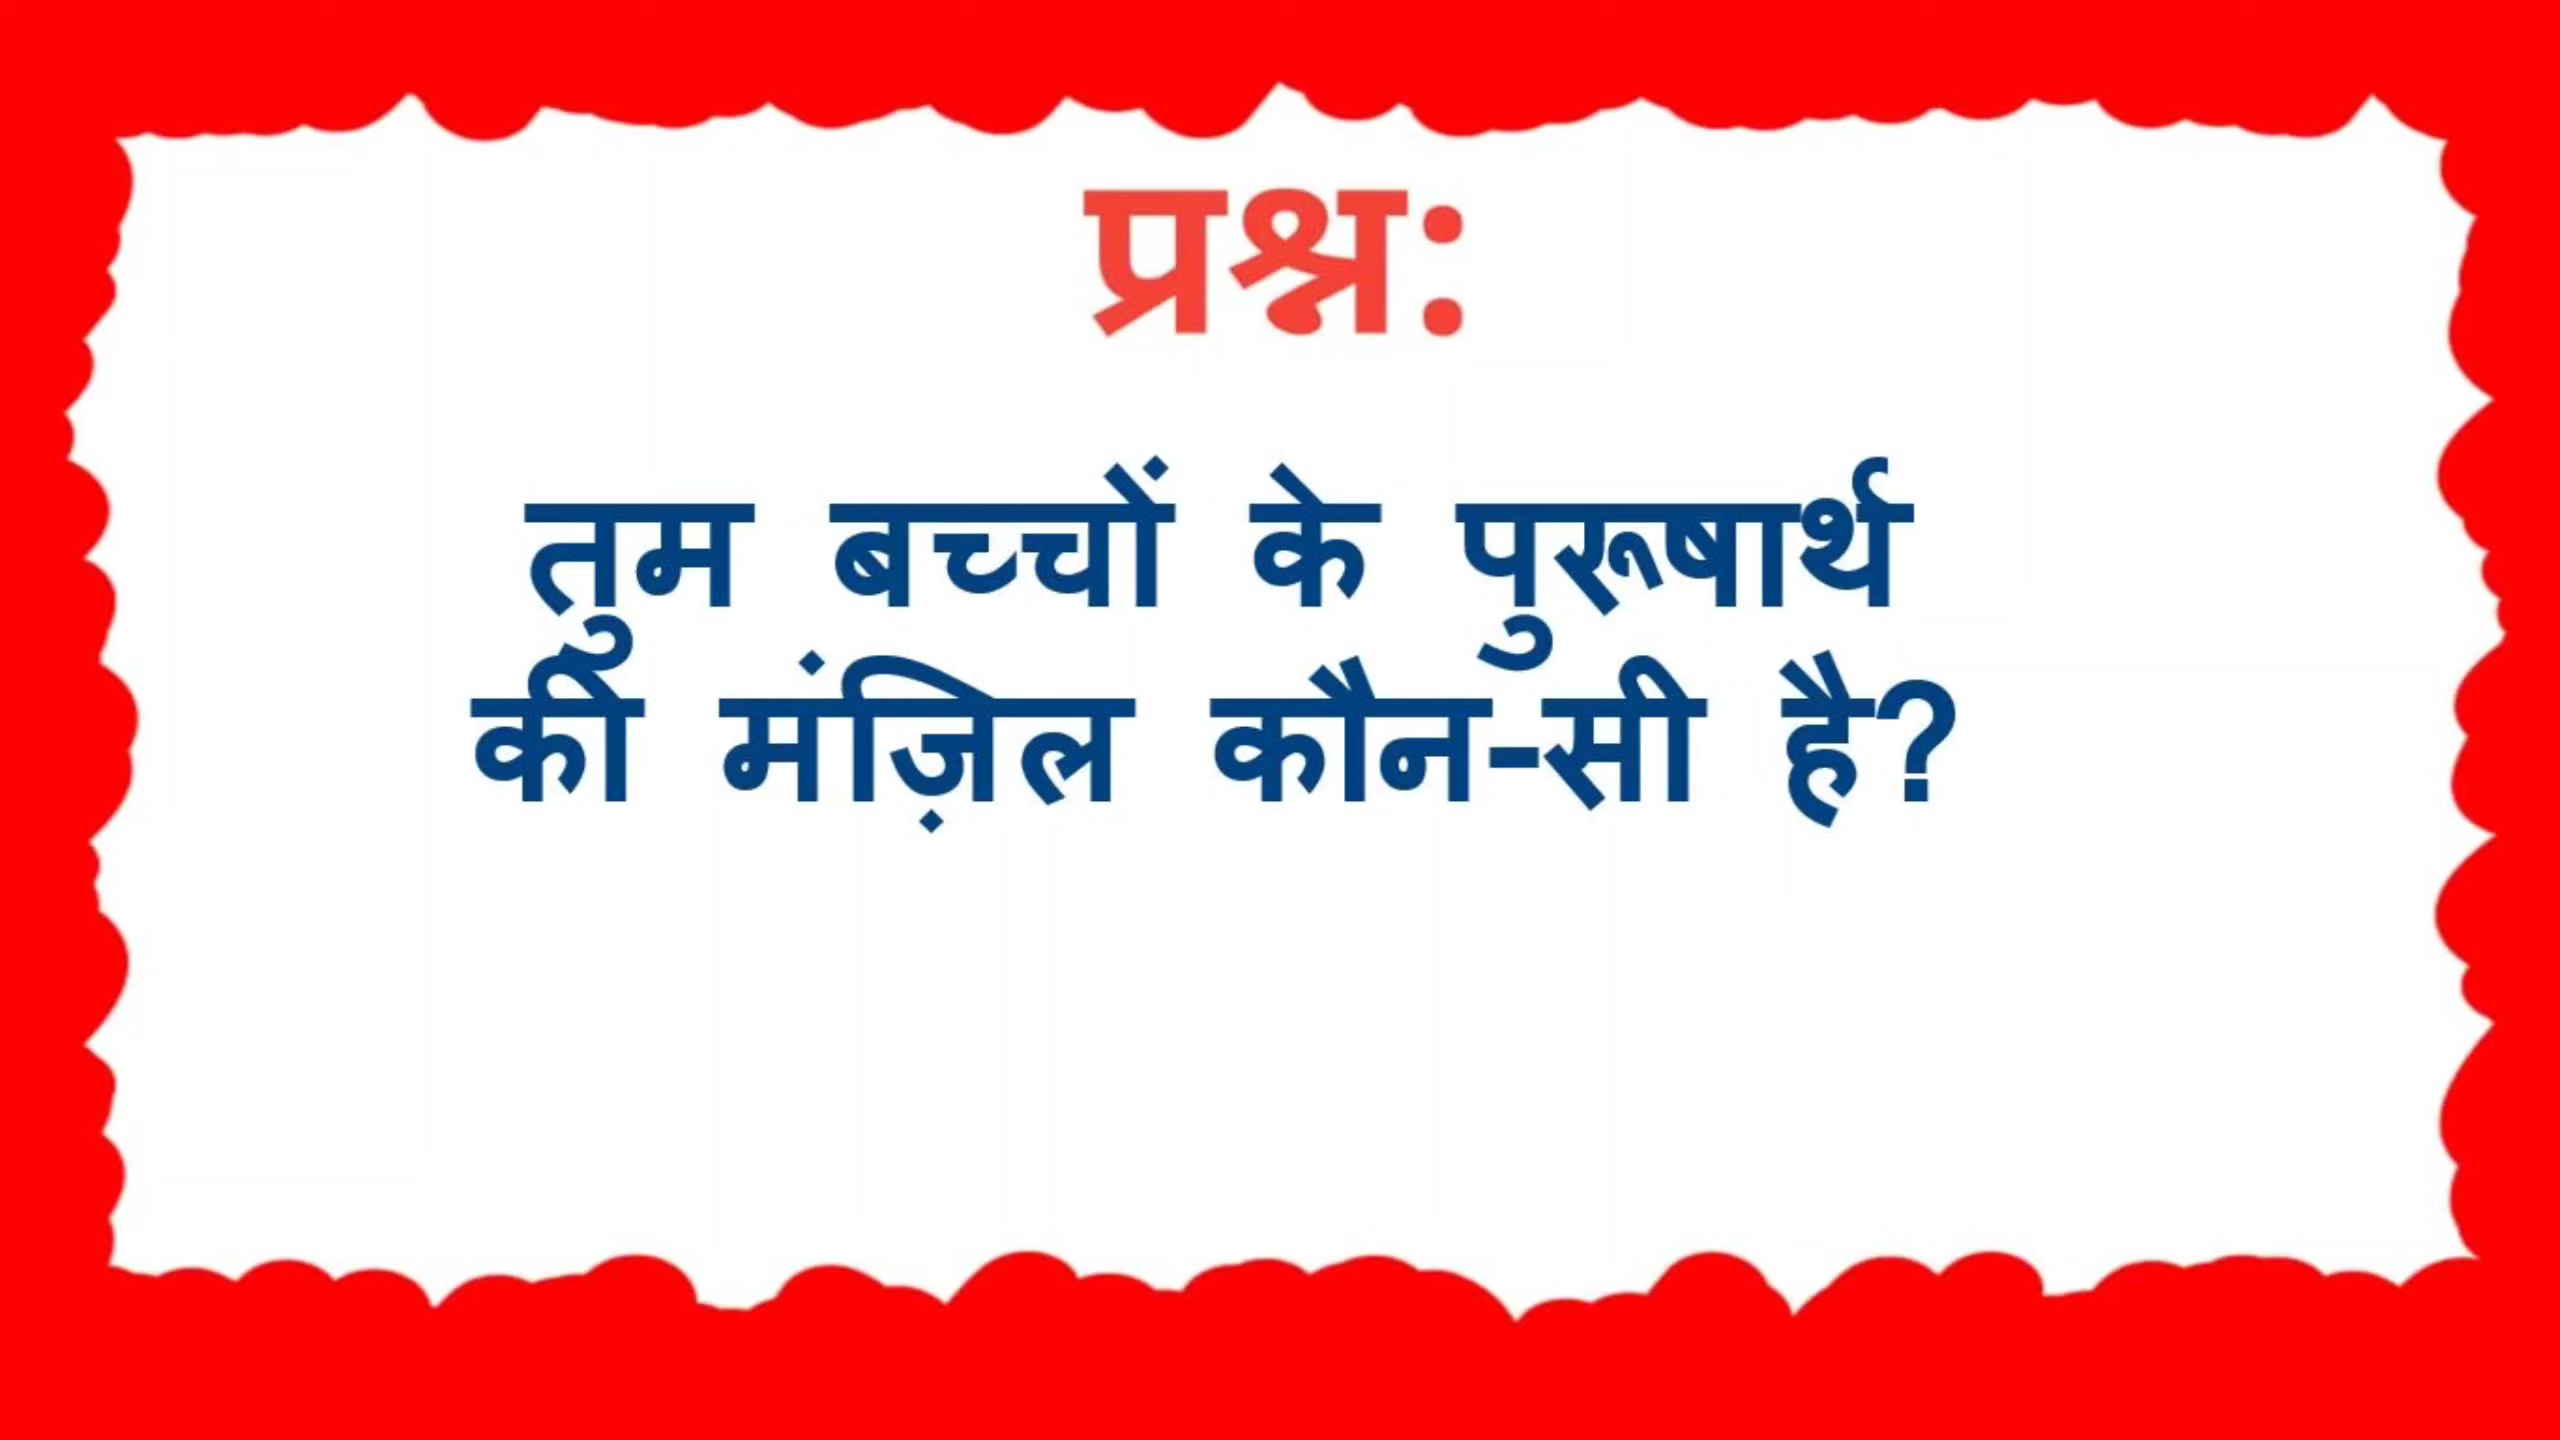 प्रश्न:
तुम बच्चों के पुरूषार्थ
की मंज़िल कौन-सी है?